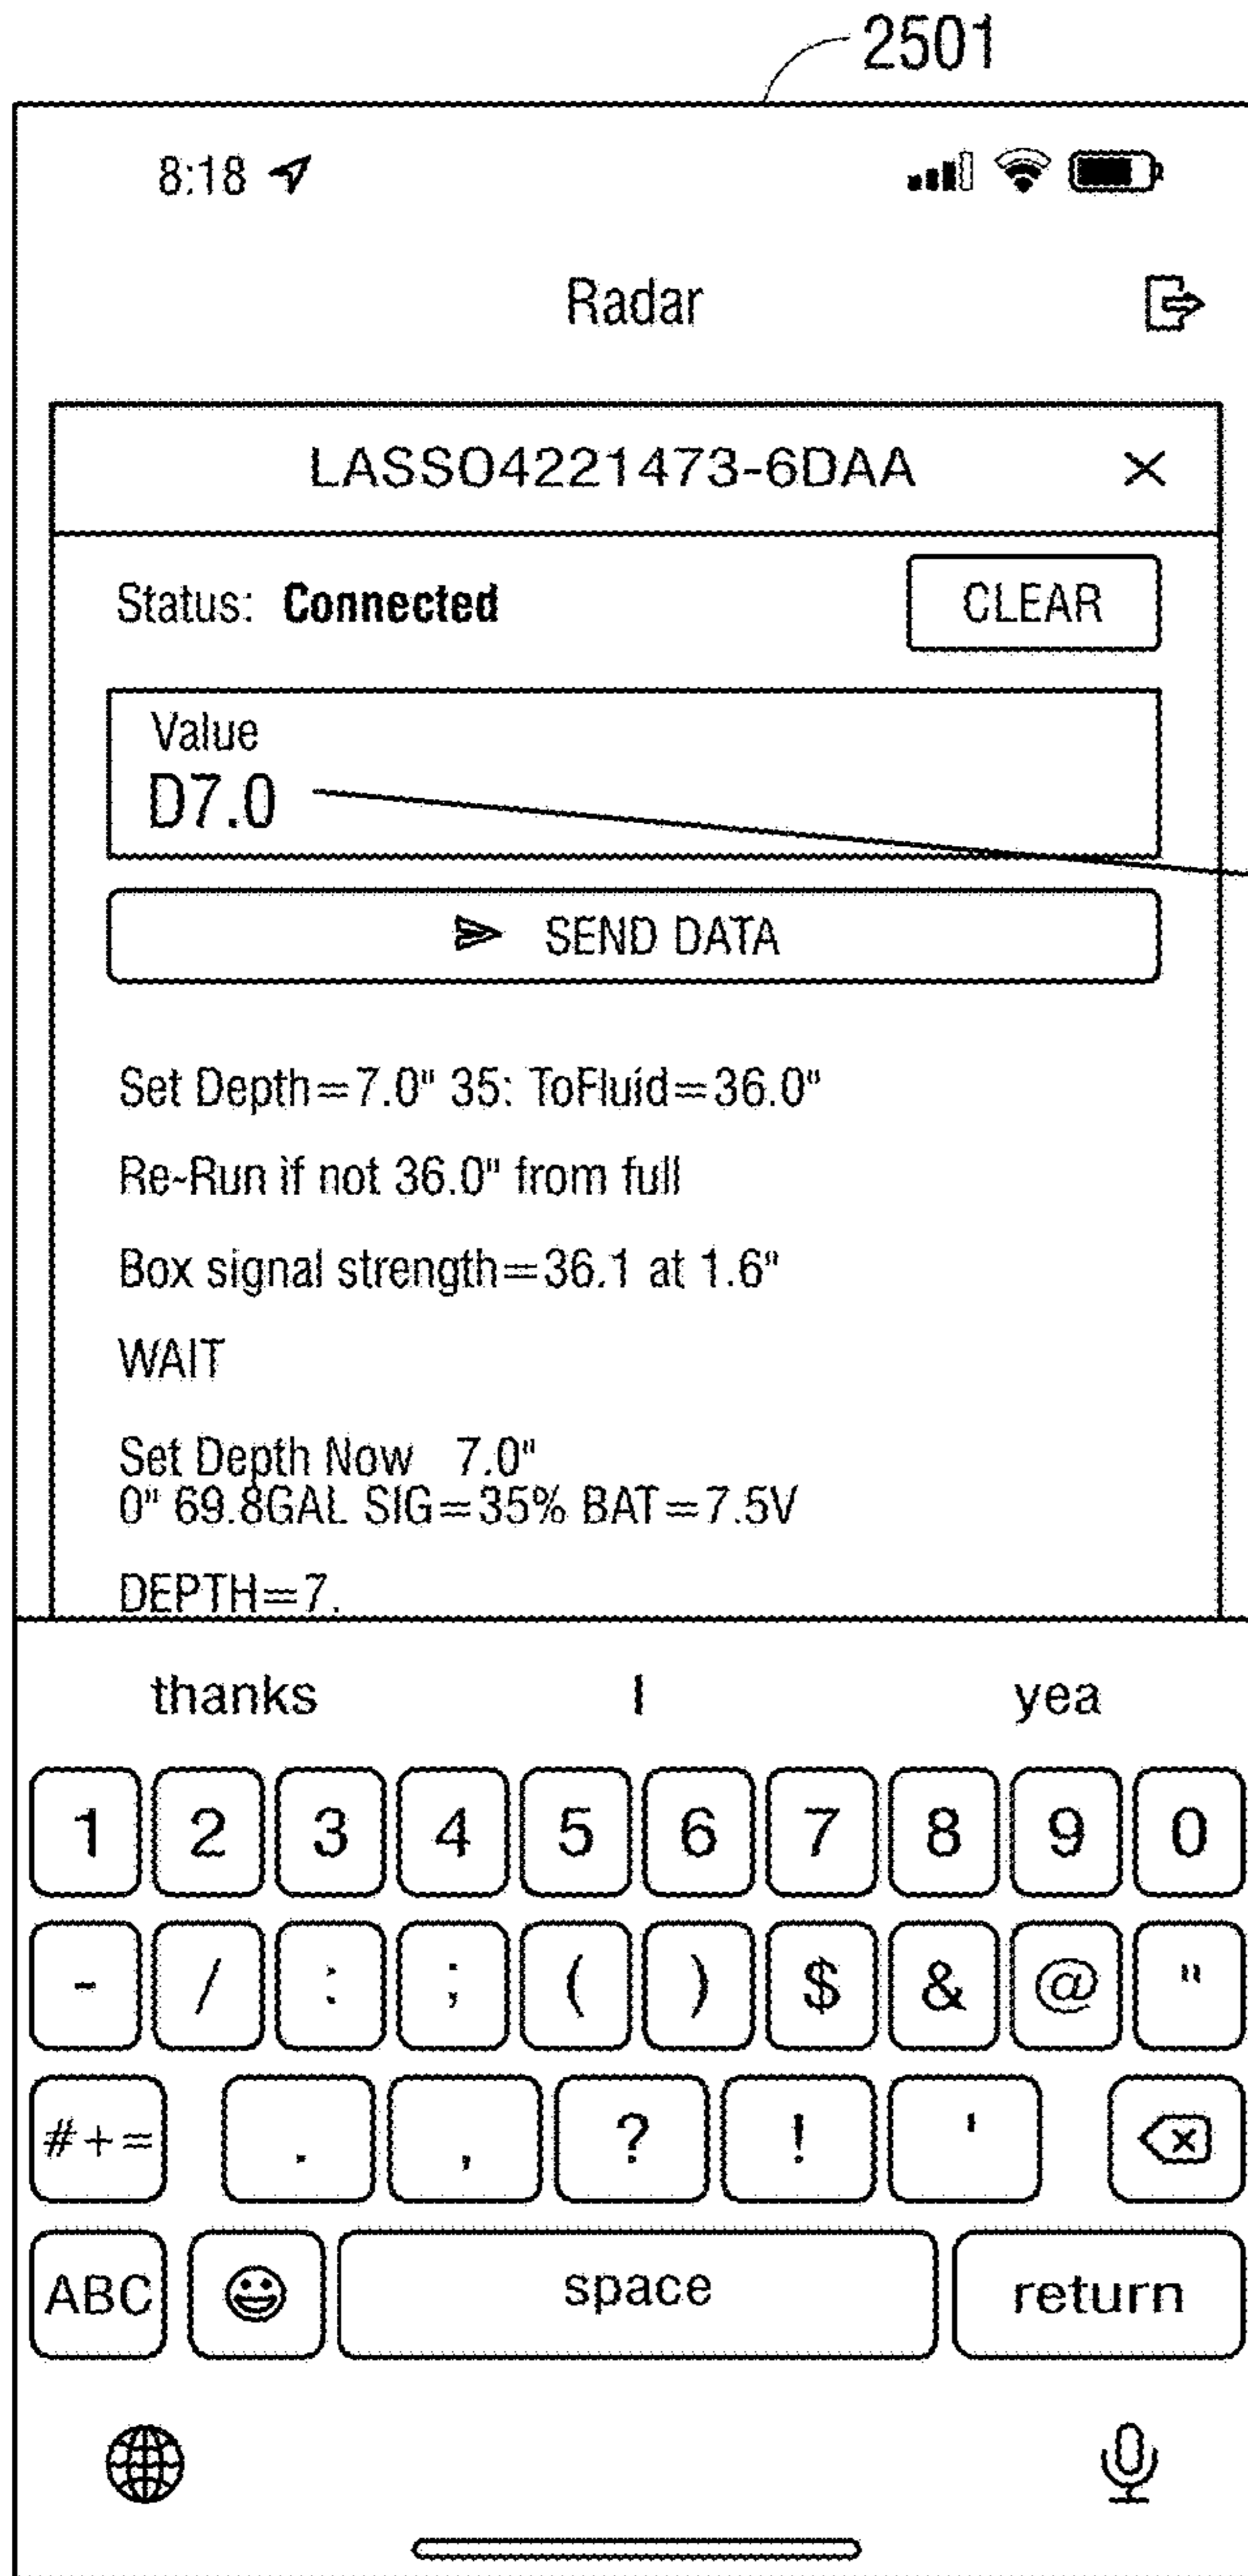 2501
8:18
Radar
LASSO4221473-6DAA
Status: Connected CLEAR
Value
D7.0
SEND DATA
Set Depth=7.0" 35: ToFluid=36.0"
Re-Run if not 36.0" from full
Box signal strength=36.1 at 1.6"
WAIT
Set Depth Now 7.0"
0" 69.8GAL SIG=35% BAT=7.5V
DEPTH=7.
thanks I yea
1 2 3 4 5 6 7 8 9 0
- / : ; ( ) $ & @ "
#+= . , ? ! '
ABC space return